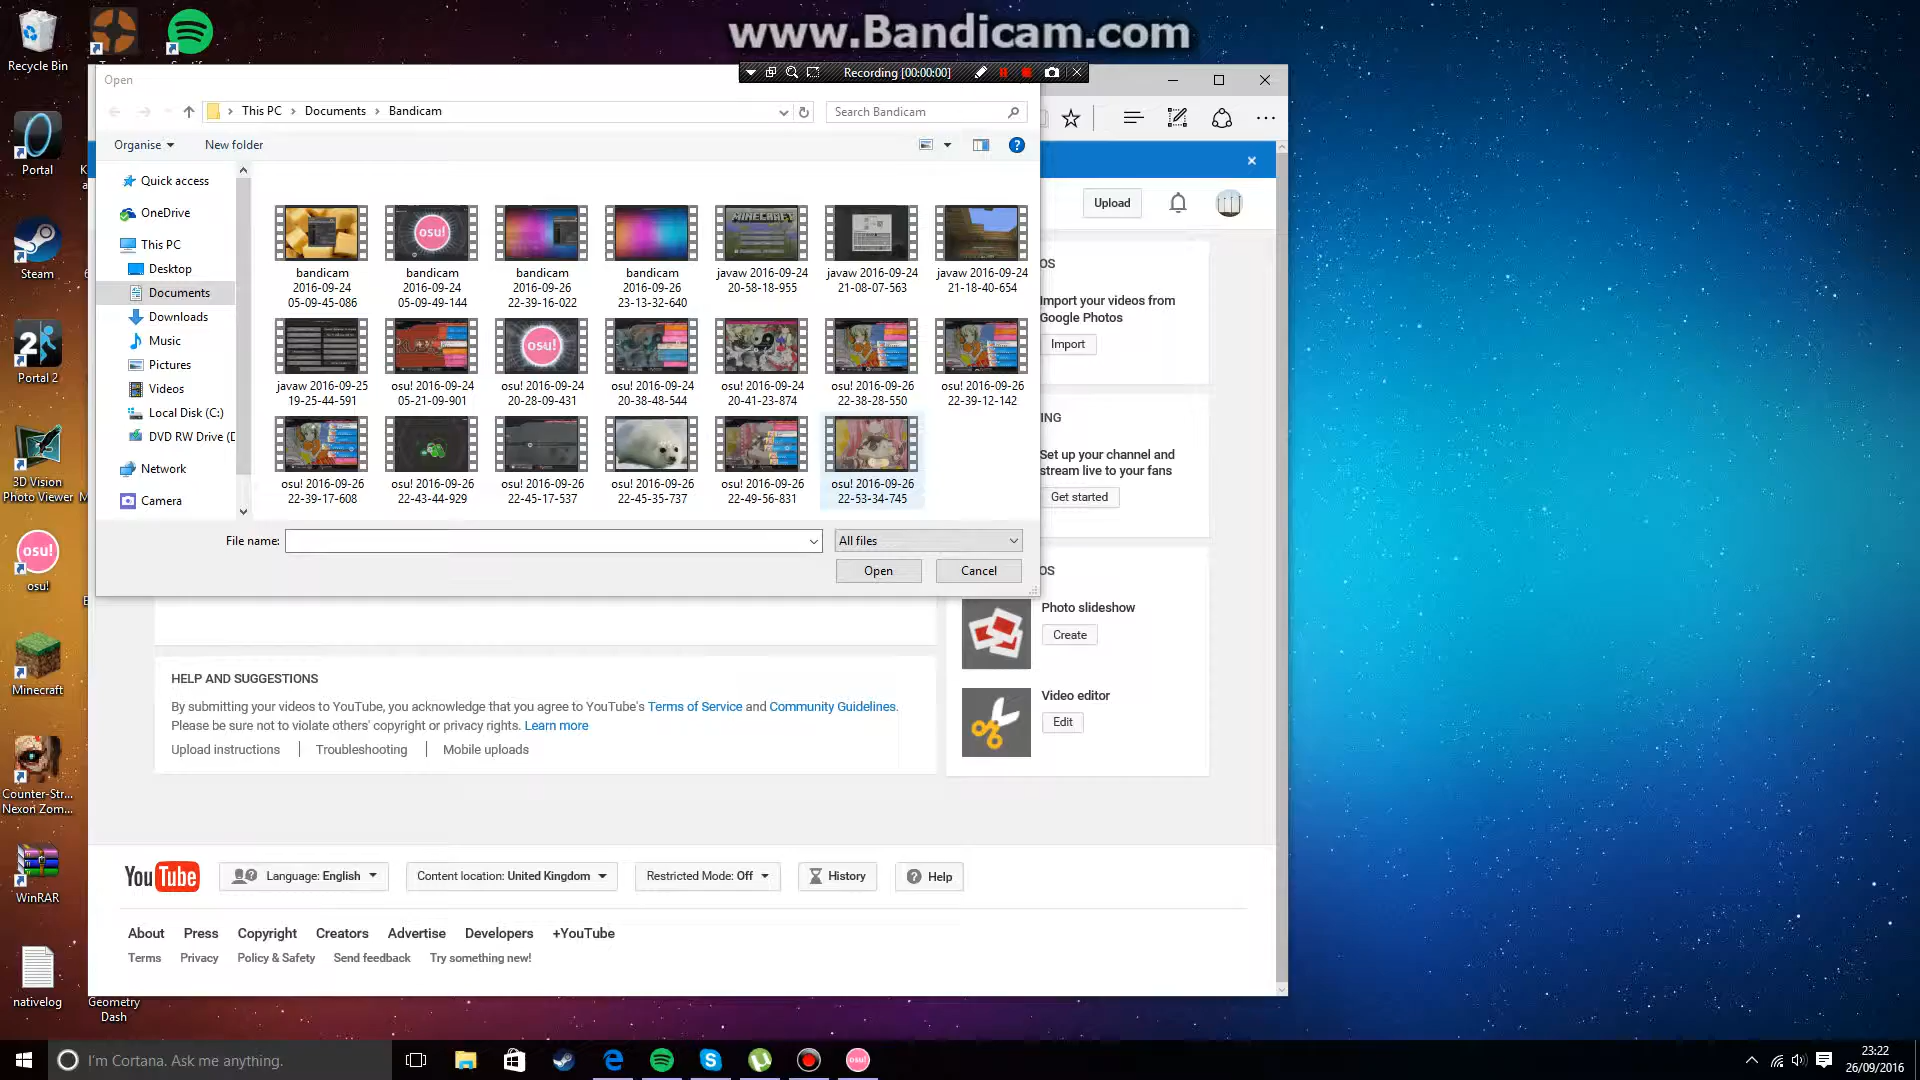 www.Bandicam.com
Recycle Bin
Open
Recording [00:00:00]
This PC
Documents
Bandicam
Search Bandicam
Organise
New folder
Portal
Quick access
OneDrive
This PC
Desktop
Documents
Downloads
Music
Pictures
Videos
Local Disk (C:)
DVD RW Drive (D
Network
Camera
bandicam
2016-09-24
05-09-45-086
bandicam
2016-09-24
05-09-49-144
bandicam
2016-09-26
22-39-16-022
bandicam
2016-09-26
23-13-32-640
MINECRAFT
javaw 2016-09-24
20-58-18-955
javaw 2016-09-24
21-08-07-563
javaw 2016-09-24
21-18-40-654
javaw 2016-09-25
19-25-44-591
osu! 2016-09-24
05-21-09-901
osu!
osu! 2016-09-24
20-28-09-431
osu! 2016-09-24
20-38-48-544
osu! 2016-09-24
20-41-23-874
osu! 2016-09-26
22-38-28-550
osu! 2016-09-26
22-39-12-142
osu! 2016-09-26
22-39-17-608
osu! 2016-09-26
22-43-44-929
osu! 2016-09-26
22-45-17-537
osu! 2016-09-26
22-45-35-737
osu! 2016-09-26
22-49-56-831
osu! 2016-09-26
22-53-34-745
osu!
File name:
All files
Open
Cancel
Upload
OS
Import your videos from
Google Photos
Import
ING
Set up your channel and
stream live to your fans
Get started
OS
Photo slideshow
Create
Video editor
Edit
HELP AND SUGGESTIONS
By submitting your videos to YouTube, you acknowledge that you agree to YouTube's Terms of Service and Community Guidelines.
Please be sure not to violate others' copyright or privacy rights. Learn more
Upload instructions
Troubleshooting
Mobile uploads
YouTube
Language: English
Content location: United Kingdom
Restricted Mode: Off
History
Help
About
Press
Copyright
Creators
Advertise
Developers
+YouTube
Terms
Privacy
Policy & Safety
Send feedback
Try something new!
Steam
2
Portal 2
3D Vision
Photo Viewer
osu!
osu!
Minecraft
Counter-Str...
Nexon Zom...
WinRAR
nativelog
Geometry
Dash
I'm Cortana. Ask me anything.
osu!
23:22
26/09/2016